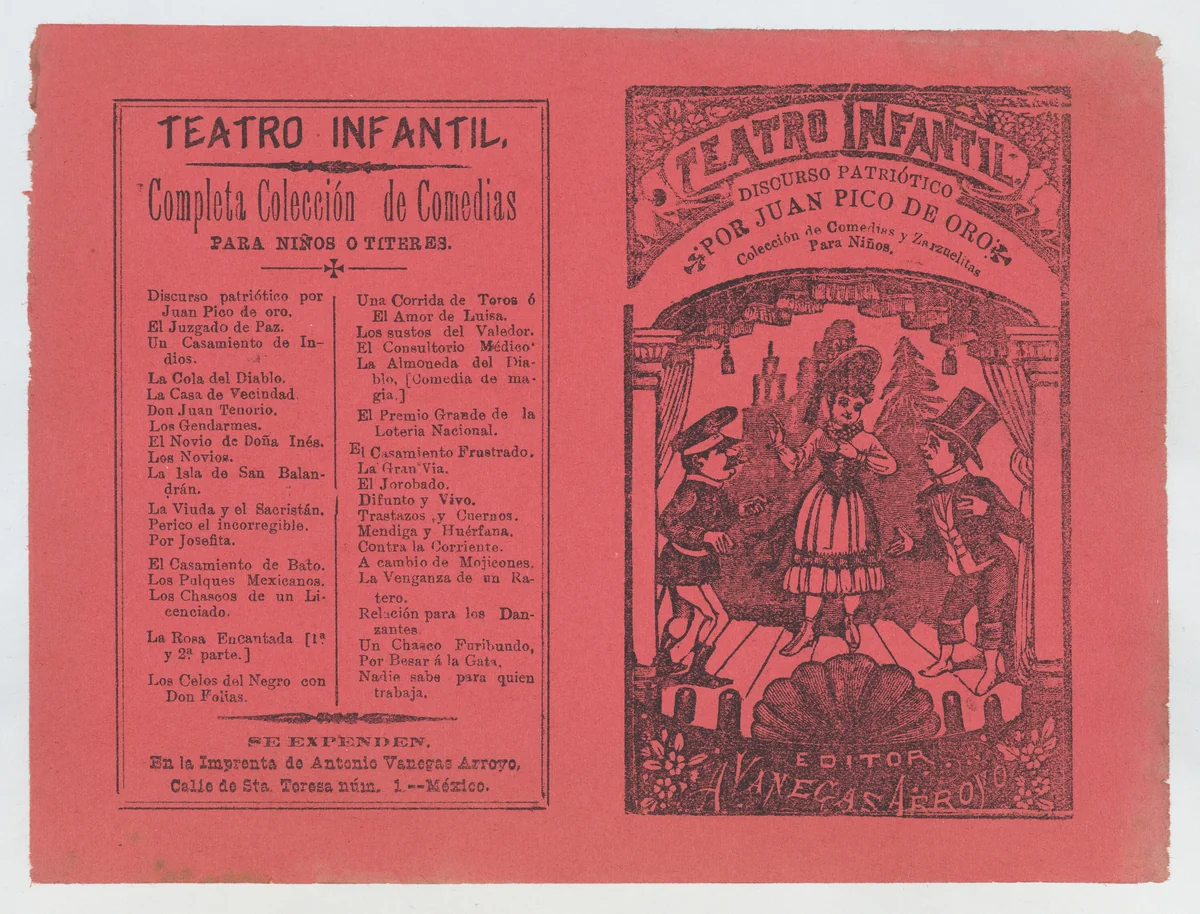 TEATRO INFANTIL.
Completa Colección de Comedias
PARA NIÑOS O TITERES.
Discurso patriótico por
Juan Pico de oro.
El Juzgado de Paz.
Un Casamiento de In-
dios.
La Cola del Diablo.
La Casa de Vecindad.
Don Juan Tenorio.
Los Gendarmes.
El Novio de Doña Inés.
Los Novios.
La Isla de San Balan-
drán.
La Viuda y el Sacristán.
Perico el incorregible.
Por Josefita.
El Casamiento de Bato.
Los Pulques Mexicanos.
Los Chascos de un Li-
cenciado.
La Rosa Encantada [1ª
y 2ª parte.]
Los Celos del Negro con
Don Folias.
Una Corrida de Toros ó
El Amor de Luisa.
Los sustos del Valedor.
El Consultorio Médico
La Almoneda del Dia-
blo, [Comedia de ma-
gia.]
El Premio Grande de la
Loteria Nacional.
El Casamiento Frustrado.
La Gran Via.
El Jorobado.
Difunto y Vivo.
Trastazos y Cuernos.
Mendiga y Huérfana.
Contra la Corriente.
A cambio de Mojicones.
La Venganza de un Ra-
tero.
Relación para los Dan-
zantes.
Un Chasco Furibundo,
Por Besar á la Gata.
Nadie sabe para quien
trabaja.
SE EXPENDEN.
En la Imprenta de Antonio Vanegas Arroyo,
Calle de Sta. Teresa núm. 1.--México.
TEATRO INFANTIL.
DISCURSO PATRIÓTICO
POR JUAN PICO DE ORO.
Colección de Comedias y Zarzuelitas
Para Niños.
EDITOR
A VANEGAS ARROYO